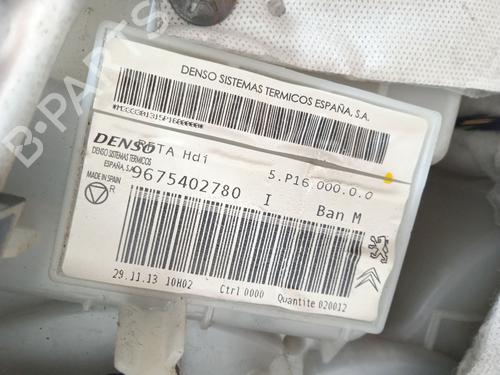 DENSO SISTEMAS TERMICOS ESPAÑA, S.A.
DENSO
DENSO SISTEMAS TERMICOS
ESPAÑA, S.A.
MADE IN SPAIN
Hdi
5.P16.000.0.0
9675402780 I Ban M
R
29.11.13 10H02 Ctrl 0000 Quantite 020012
B-PARTS